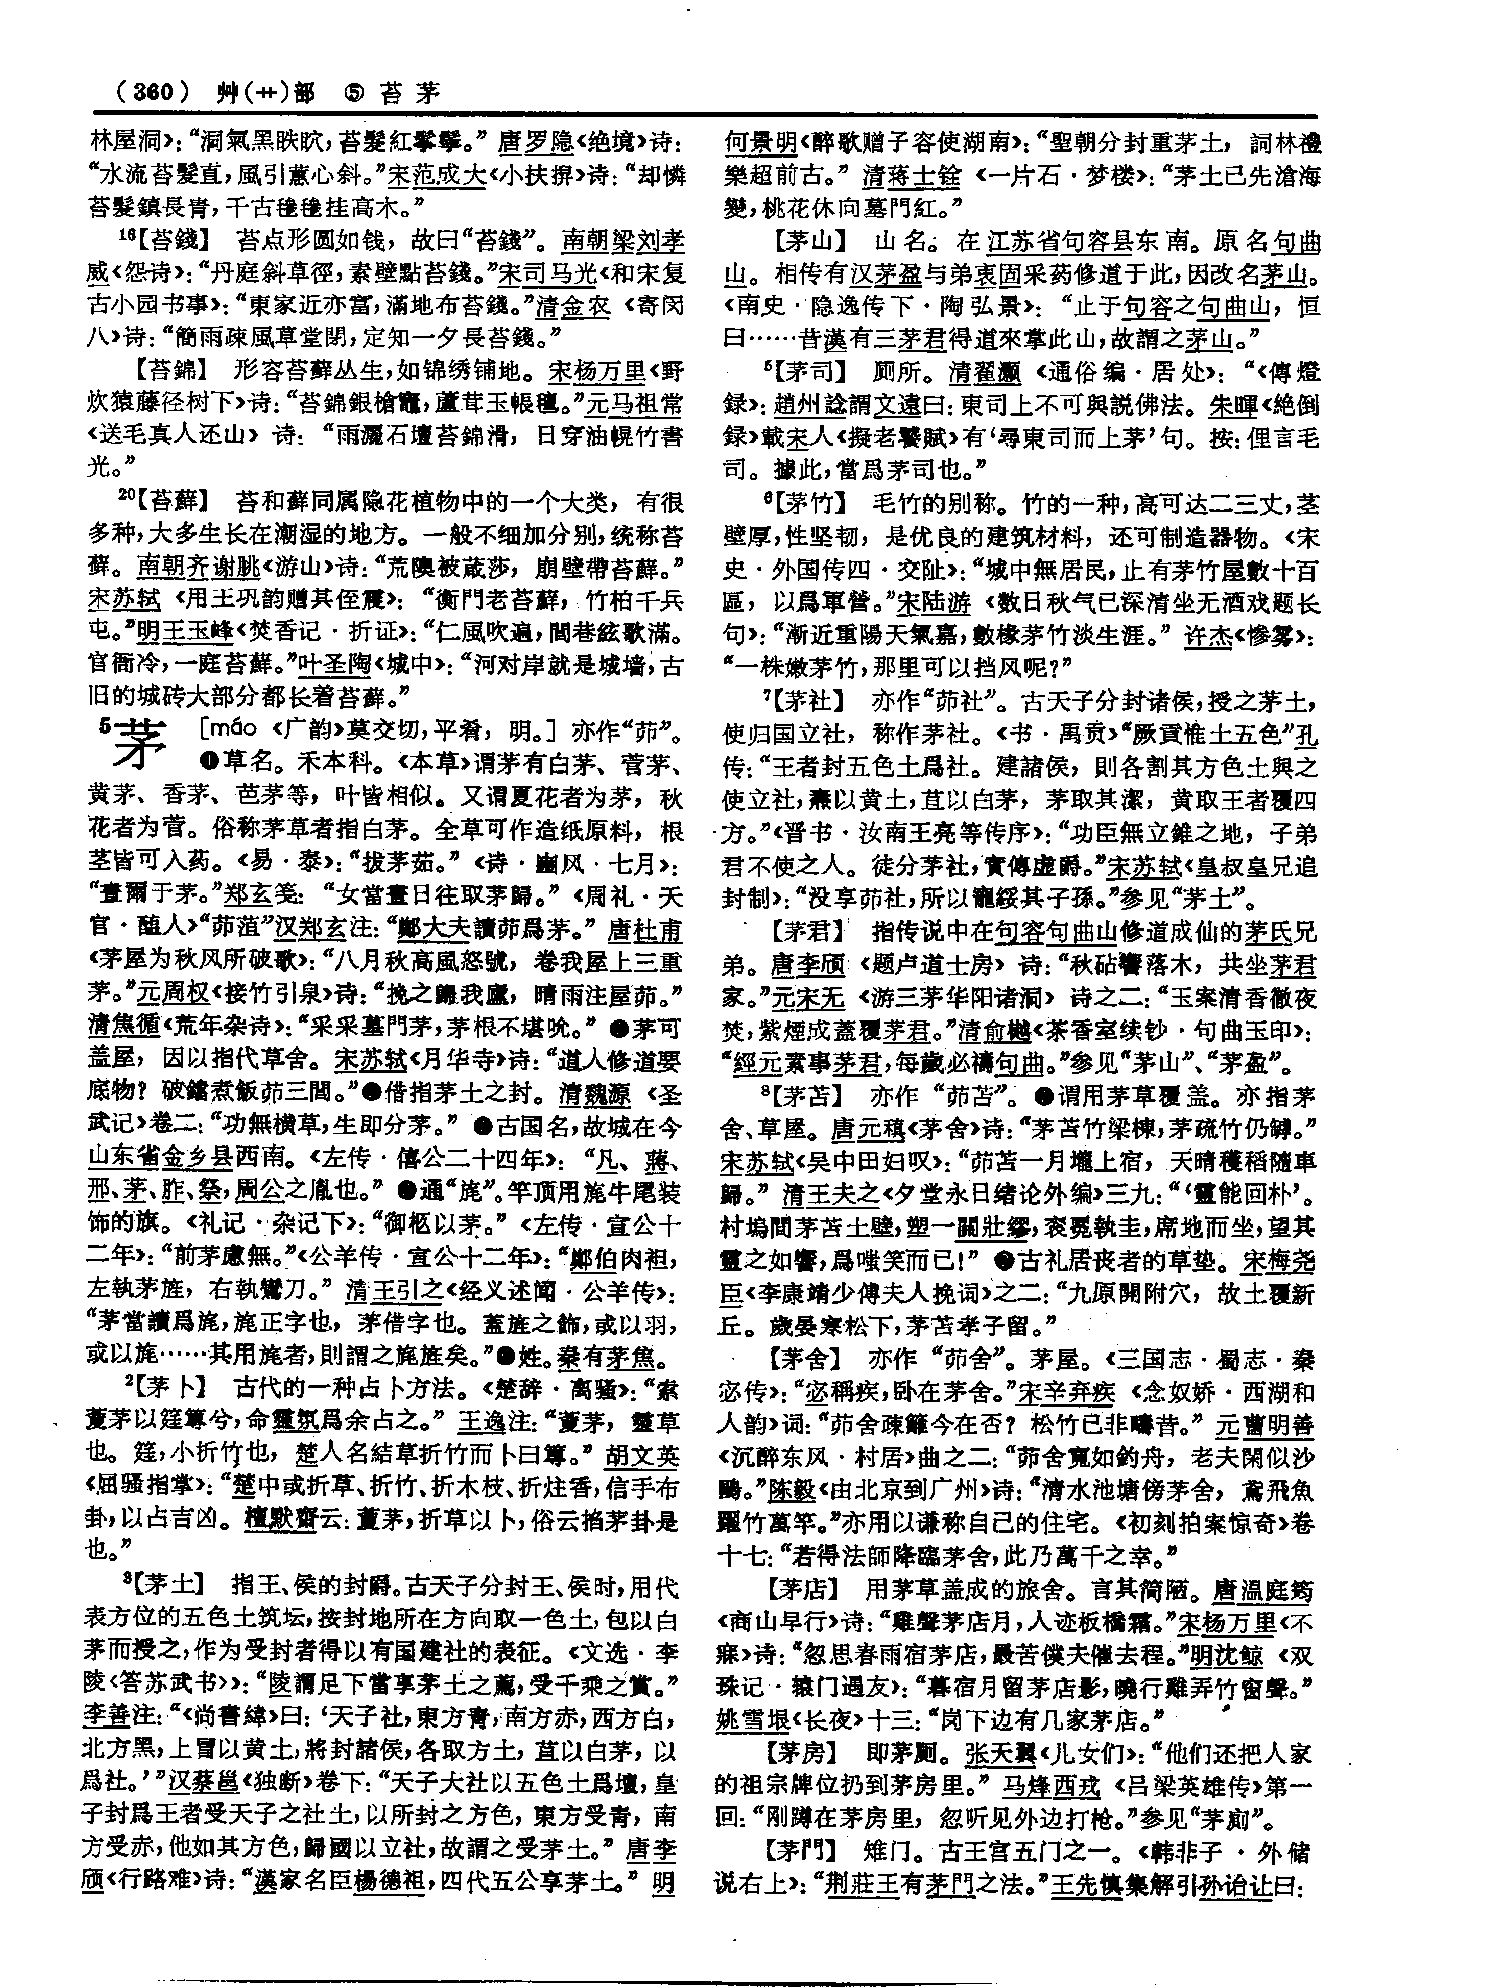 （360） 艸(艹)部 ⑤ 苔 茅
林屋洞》：“洞氣黑眣眬，苔髮紅鬇鬡。”唐罗隐《绝境》诗：
“水流苔髮直，風引蕙心斜。”宋范成大《小扶捹》诗：“却憐
苔髮鎮長青，千古毵毵挂高木。”
¹⁶【苔錢】 苔点形圆如钱，故曰“苔錢”。南朝梁刘孝
威《怨诗》：“丹庭斜草徑，素壁點苔錢。”宋司马光《和宋复
古小园书事》：“東家近亦富，滿地布苔錢。”清金农《寄闵
八》诗：“簡雨疎風草堂閉，定知一夕長苔錢。”
【苔錦】 形容苔蘚丛生，如锦绣铺地。宋杨万里《野
炊猿藤径树下》诗：“苔錦銀槍竈，蘆茸玉帳氊。”元马祖常
《送毛真人还山》诗：“雨灑石壇苔錦滑，日穿油幌竹書
光。”
²⁰【苔蘚】 苔和蘚同属隐花植物中的一个大类，有很
多种，大多生长在潮湿的地方。一般不细加分别，统称苔
蘚。南朝齐谢朓《游山》诗：“荒隩被葴莎，崩壁帶苔蘚。”
宋苏轼《用王巩韵赠其侄震》：“衡門老苔蘚，竹柏千兵
屯。”明王玉峰《焚香记·折证》：“仁風吹遍，閭巷絃歌滿。
官衙冷，一庭苔蘚。”叶圣陶《城中》：“河对岸就是城墙，古
旧的城砖大部分都长着苔蘚。”
⁵茅 [máo 《广韵》莫交切，平肴，明。] 亦作“茆”。
❶草名。禾本科。《本草》谓茅有白茅、菅茅、
黄茅、香茅、芭茅等，叶皆相似。又谓夏花者为茅，秋
花者为菅。俗称茅草者指白茅。全草可作造纸原料，根
茎皆可入药。《易·泰》：“拔茅茹。”《诗·豳风·七月》：
“晝爾于茅。”郑玄笺：“女當晝日往取茅歸。”《周礼·天
官·醢人》“茆菹”汉郑玄注：“鄭大夫讀茆爲茅。”唐杜甫
《茅屋为秋风所破歌》：“八月秋高風怒號，卷我屋上三重
茅。”元周权《接竹引泉》诗：“挽之歸我廬，晴雨注屋茆。”
清焦循《荒年杂诗》：“采采墓門茅，茅根不堪吮。”❷茅可
盖屋，因以指代草舍。宋苏轼《月华寺》诗：“道人修道要
底物？破鐺煮飯茆三間。”❸借指茅土之封。清魏源《圣
武记》卷二：“功無横草，生即分茅。”❹古国名，故城在今
山东省金乡县西南。《左传·僖公二十四年》：“凡、蔣、
邢、茅、胙、祭，周公之胤也。”❺通“旄”。竿顶用旄牛尾装
饰的旗。《礼记·杂记下》：“御柩以茅。”《左传·宣公十
二年》：“前茅慮無。”《公羊传·宣公十二年》：“鄭伯肉袒，
左執茅旌，右執鸞刀。”清王引之《经义述闻·公羊传》：
“茅當讀爲旄，旄正字也，茅借字也。蓋旌之飾，或以羽，
或以旄……其用旄者，則謂之旄旌矣。”❻姓。秦有茅焦。
²【茅卜】 古代的一种占卜方法。《楚辞·离骚》：“索
藑茅以筳篿兮，命靈氛爲余占之。”王逸注：“藑茅，靈草
也。筳，小折竹也，楚人名結草折竹而卜曰篿。”胡文英
《屈骚指掌》：“楚中或折草、折竹、折木枝、折炷香，信手布
卦，以占吉凶。檀默齋云：藑茅，折草以卜，俗云掐茅卦是
也。”
³【茅土】 指王、侯的封爵。古天子分封王、侯时，用代
表方位的五色土筑坛，按封地所在方向取一色土，包以白
茅而授之，作为受封者得以有国建社的表征。《文选·李
陵〈答苏武书〉》：“陵謂足下當享茅土之薦，受千乘之賞。”
李善注：“《尚書緯》曰：‘天子社，東方青，南方赤，西方白，
北方黑，上冒以黄土，將封諸侯，各取方土，苴以白茅，以
爲社。’”汉蔡邕《独断》卷下：“天子大社以五色土爲壇，皇
子封爲王者受天子之社土，以所封之方色，東方受青，南
方受赤，他如其方色，歸國以立社，故謂之受茅土。”唐李
颀《行路难》诗：“漢家名臣楊德祖，四代五公享茅土。”明
何景明《醉歌赠子容使湖南》：“聖朝分封重茅土，詞林禮
樂超前古。”清蒋士铨《一片石·梦楼》：“茅土已先滄海
變，桃花休向墓門紅。”
【茅山】 山名。在江苏省句容县东南。原名句曲
山。相传有汉茅盈与弟衷固采药修道于此，因改名茅山。
《南史·隐逸传下·陶弘景》：“止于句容之句曲山，恒
曰……昔漢有三茅君得道來掌此山，故謂之茅山。”
⁵【茅司】 厕所。清翟灏《通俗编·居处》：“《傳燈
録》：趙州諗謂文遠曰：東司上不可與説佛法。朱暉《絶倒
録》載宋人《擬老饕賦》有‘尋東司而上茅’句。按：俚言毛
司。據此，當爲茅司也。”
⁶【茅竹】 毛竹的别称。竹的一种，高可达二三丈，茎
壁厚，性坚韧，是优良的建筑材料，还可制造器物。《宋
史·外国传四·交阯》：“城中無居民，止有茅竹屋數十百
區，以爲軍營。”宋陆游《数日秋气已深清坐无酒戏题长
句》：“漸近重陽天氣嘉，數椽茅竹淡生涯。”许杰《惨雾》：
“一株嫩茅竹，那里可以挡风呢？”
⁷【茅社】 亦作“茆社”。古天子分封诸侯，授之茅土，
使归国立社，称作茅社。《书·禹贡》“厥貢惟土五色”孔
传：“王者封五色土爲社。建諸侯，則各割其方色土與之
使立社，燾以黄土，苴以白茅，茅取其潔，黄取王者覆四
方。”《晋书·汝南王亮等传序》：“功臣無立錐之地，子弟
君不使之人。徒分茅社，實傳虚爵。”宋苏轼《皇叔皇兄追
封制》：“没享茆社，所以寵綏其子孫。”参见“茅土”。
【茅君】 指传说中在句容句曲山修道成仙的茅氏兄
弟。唐李颀《题卢道士房》诗：“秋砧響落木，共坐茅君
家。”元宋无《游三茅华阳诸洞》诗之二：“玉案清香徹夜
焚，紫煙成蓋覆茅君。”清俞樾《茶香室续钞·句曲玉印》：
“經元素事茅君，每歲必禱句曲。”参见“茅山”、“茅盈”。
⁸【茅苫】 亦作“茆苫”。❶谓用茅草覆盖。亦指茅
舍、草屋。唐元稹《茅舍》诗：“茅苫竹梁棟，茅疏竹仍罅。”
宋苏轼《吴中田妇叹》：“茆苫一月壠上宿，天晴穫稻隨車
歸。”清王夫之《夕堂永日绪论外编》三九：“‘靈能回朴’。
村塢間茅苫土壁，塑一關壯繆，衮冕執圭，席地而坐，望其
靈之如響，爲嗤笑而已！”❷古礼居丧者的草垫。宋梅尧
臣《李康靖少傅夫人挽词》之二：“九原開附穴，故土覆新
丘。歲晏寒松下，茅苫孝子留。”
【茅舍】 亦作“茆舍”。茅屋。《三国志·蜀志·秦
宓传》：“宓稱疾，卧在茅舍。”宋辛弃疾《念奴娇·西湖和
人韵》词：“茆舍疎籬今在否？松竹已非疇昔。”元曹明善
《沉醉东风·村居》曲之二：“茆舍寬如釣舟，老夫閑似沙
鷗。”陈毅《由北京到广州》诗：“清水池塘傍茅舍，鳶飛魚
躍竹萬竿。”亦用以谦称自己的住宅。《初刻拍案惊奇》卷
十七：“若得法師降臨茅舍，此乃萬千之幸。”
【茅店】 用茅草盖成的旅舍。言其简陋。唐温庭筠
《商山早行》诗：“雞聲茅店月，人迹板橋霜。”宋杨万里《不
寐》诗：“忽思春雨宿茅店，最苦僕夫催去程。”明沈鲸《双
珠记·辕门遇友》：“暮宿月留茅店影，曉行雞弄竹窗聲。”
姚雪垠《长夜》十三：“岗下边有几家茅店。”
【茅房】 即茅厕。张天翼《儿女们》：“他们还把人家
的祖宗牌位扔到茅房里。”马烽西戎《吕梁英雄传》第一
回：“刚蹲在茅房里，忽听见外边打枪。”参见“茅廁”。
【茅門】 雉门。古王宫五门之一。《韩非子·外储
说右上》：“荆莊王有茅門之法。”王先慎集解引孙诒让曰：